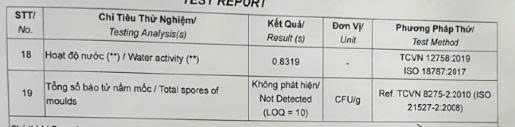 TEST REPORT
STT/
No.
Chỉ Tiêu Thử Nghiệm/
Testing Analysis(s)
Kết Quả/
Result (s)
Đơn Vị/
Unit
Phương Pháp Thử/
Test Method
18
Hoạt độ nước (**) / Water activity (**)
0.8319
-
TCVN 12758:2019
ISO 18787:2017
19
Tổng số bào tử nấm mốc / Total spores of
moulds
Không phát hiện/
Not Detected
(LOQ = 10)
CFU/g
Ref. TCVN 8275-2:2010 (ISO
21527-2:2008)